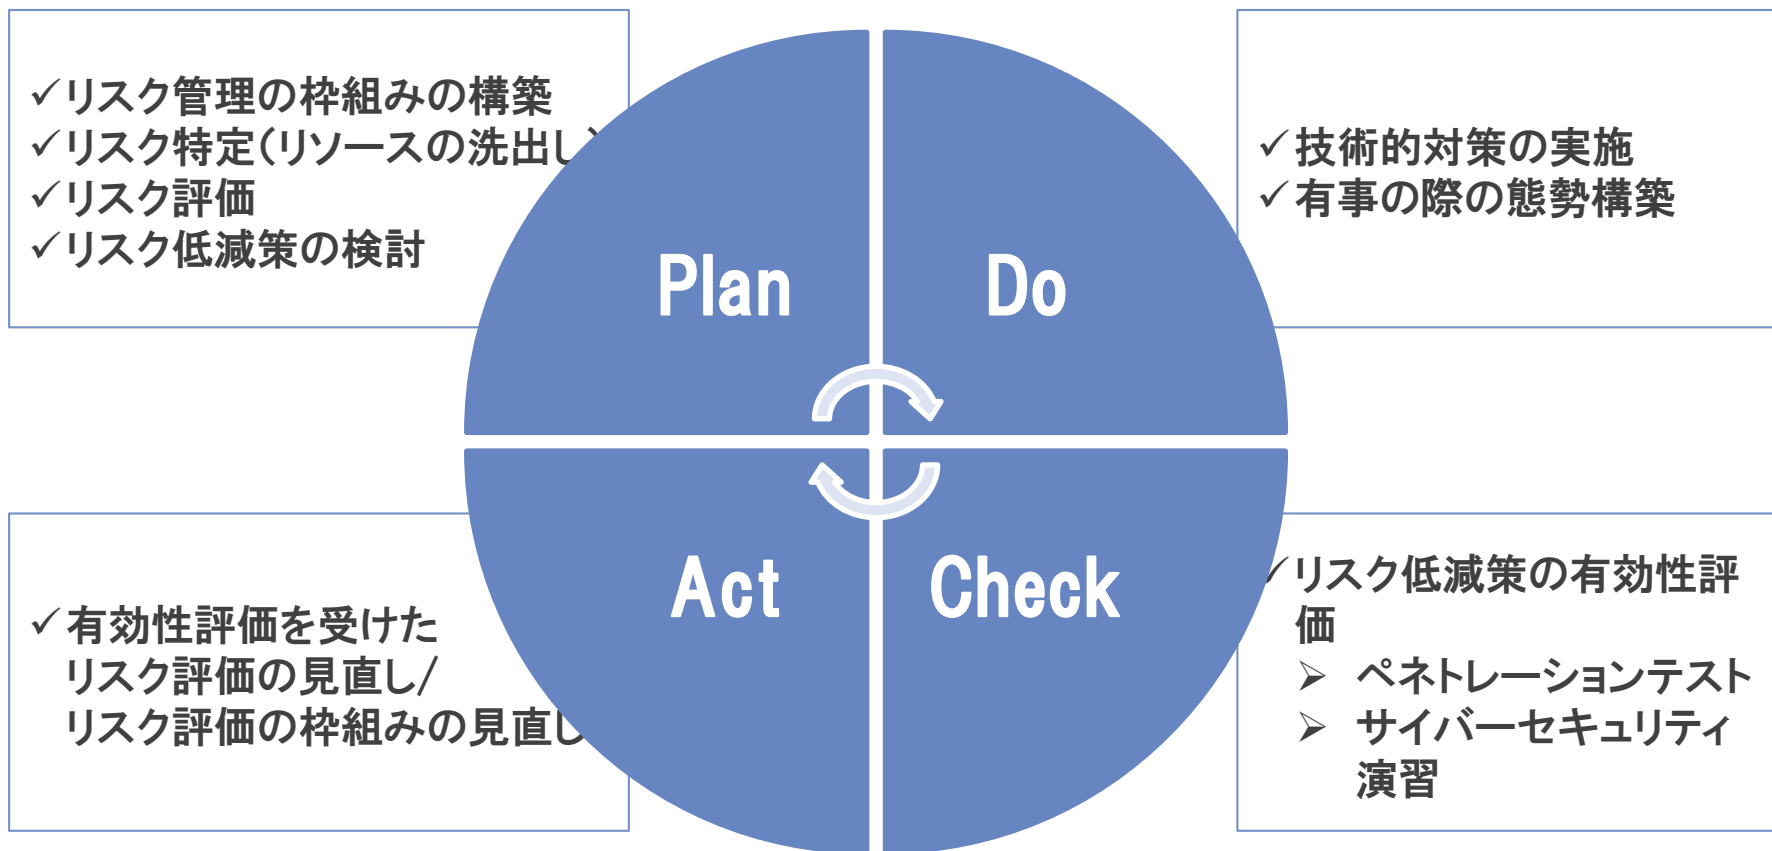 ✓リスク管理の枠組みの構築
✓リスク特定(リソースの洗出し)
✓リスク評価
✓リスク低減策の検討
Plan
Do
✓技術的対策の実施
✓有事の際の態勢構築
✓有効性評価を受けた
リスク評価の見直し/
リスク評価の枠組みの見直し
Act
Check
✓リスク低減策の有効性評
価
➢ ペネトレーションテスト
➢ サイバーセキュリティ
演習